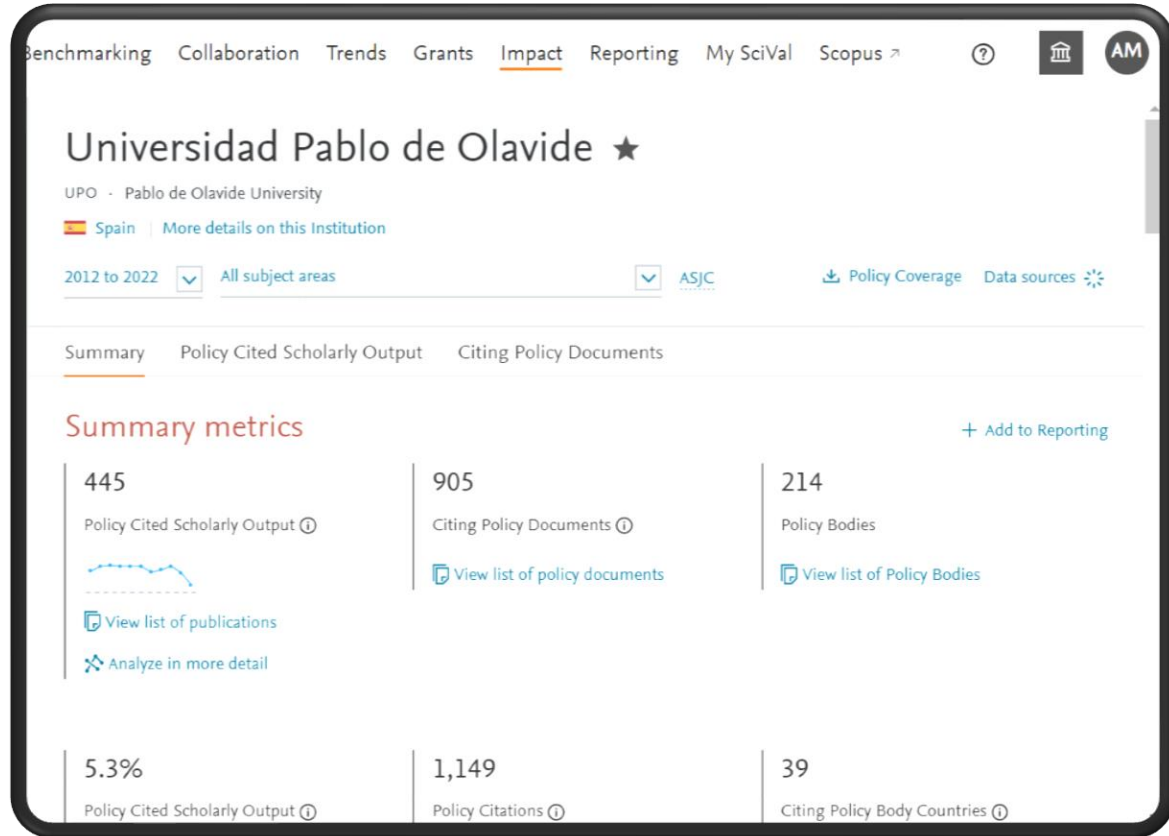 Benchmarking Collaboration Trends Grants Impact Reporting My SciVal Scopus ↗ ? AM
Universidad Pablo de Olavide ★
UPO - Pablo de Olavide University
Spain | More details on this Institution
2012 to 2022 All subject areas ASJC Policy Coverage Data sources
Summary Policy Cited Scholarly Output Citing Policy Documents
Summary metrics + Add to Reporting
445 905 214
Policy Cited Scholarly Output Citing Policy Documents Policy Bodies
View list of policy documents View list of Policy Bodies
View list of publications
Analyze in more detail
5.3% 1,149 39
Policy Cited Scholarly Output Policy Citations Citing Policy Body Countries